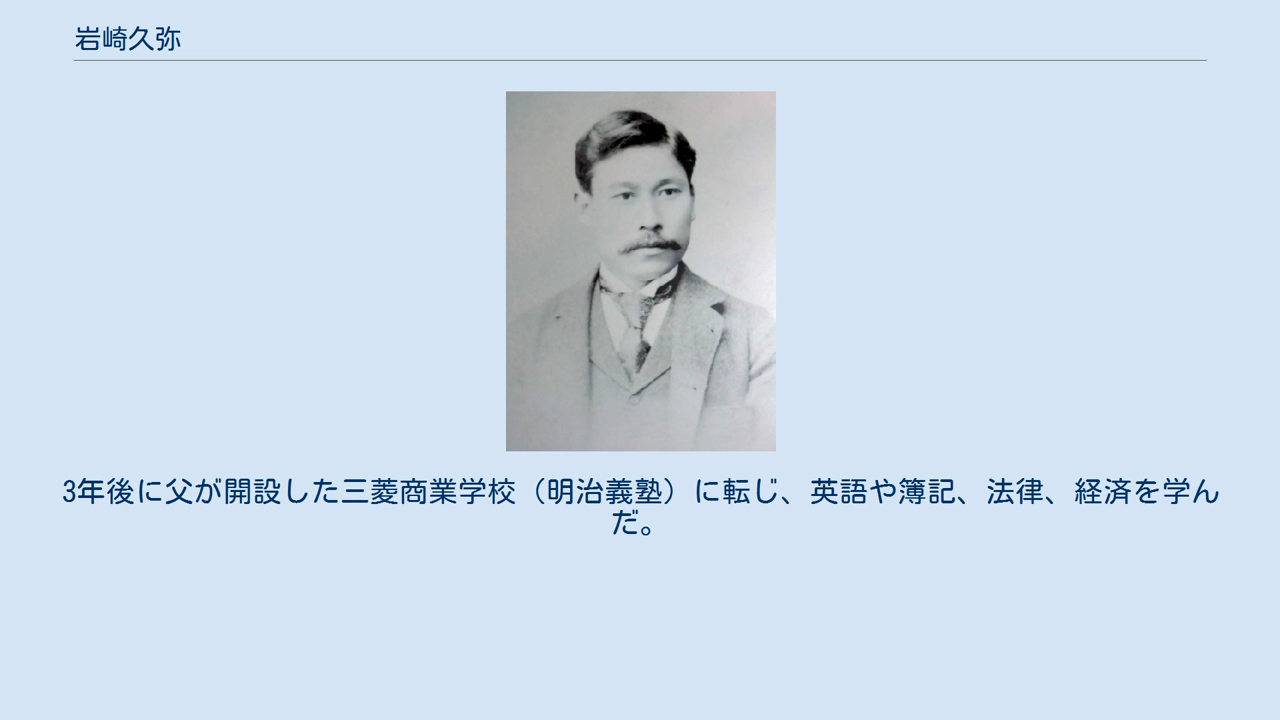 岩崎久弥
3年後に父が開設した三菱商業学校（明治義塾）に転じ、英語や簿記、法律、経済を学ん
だ。